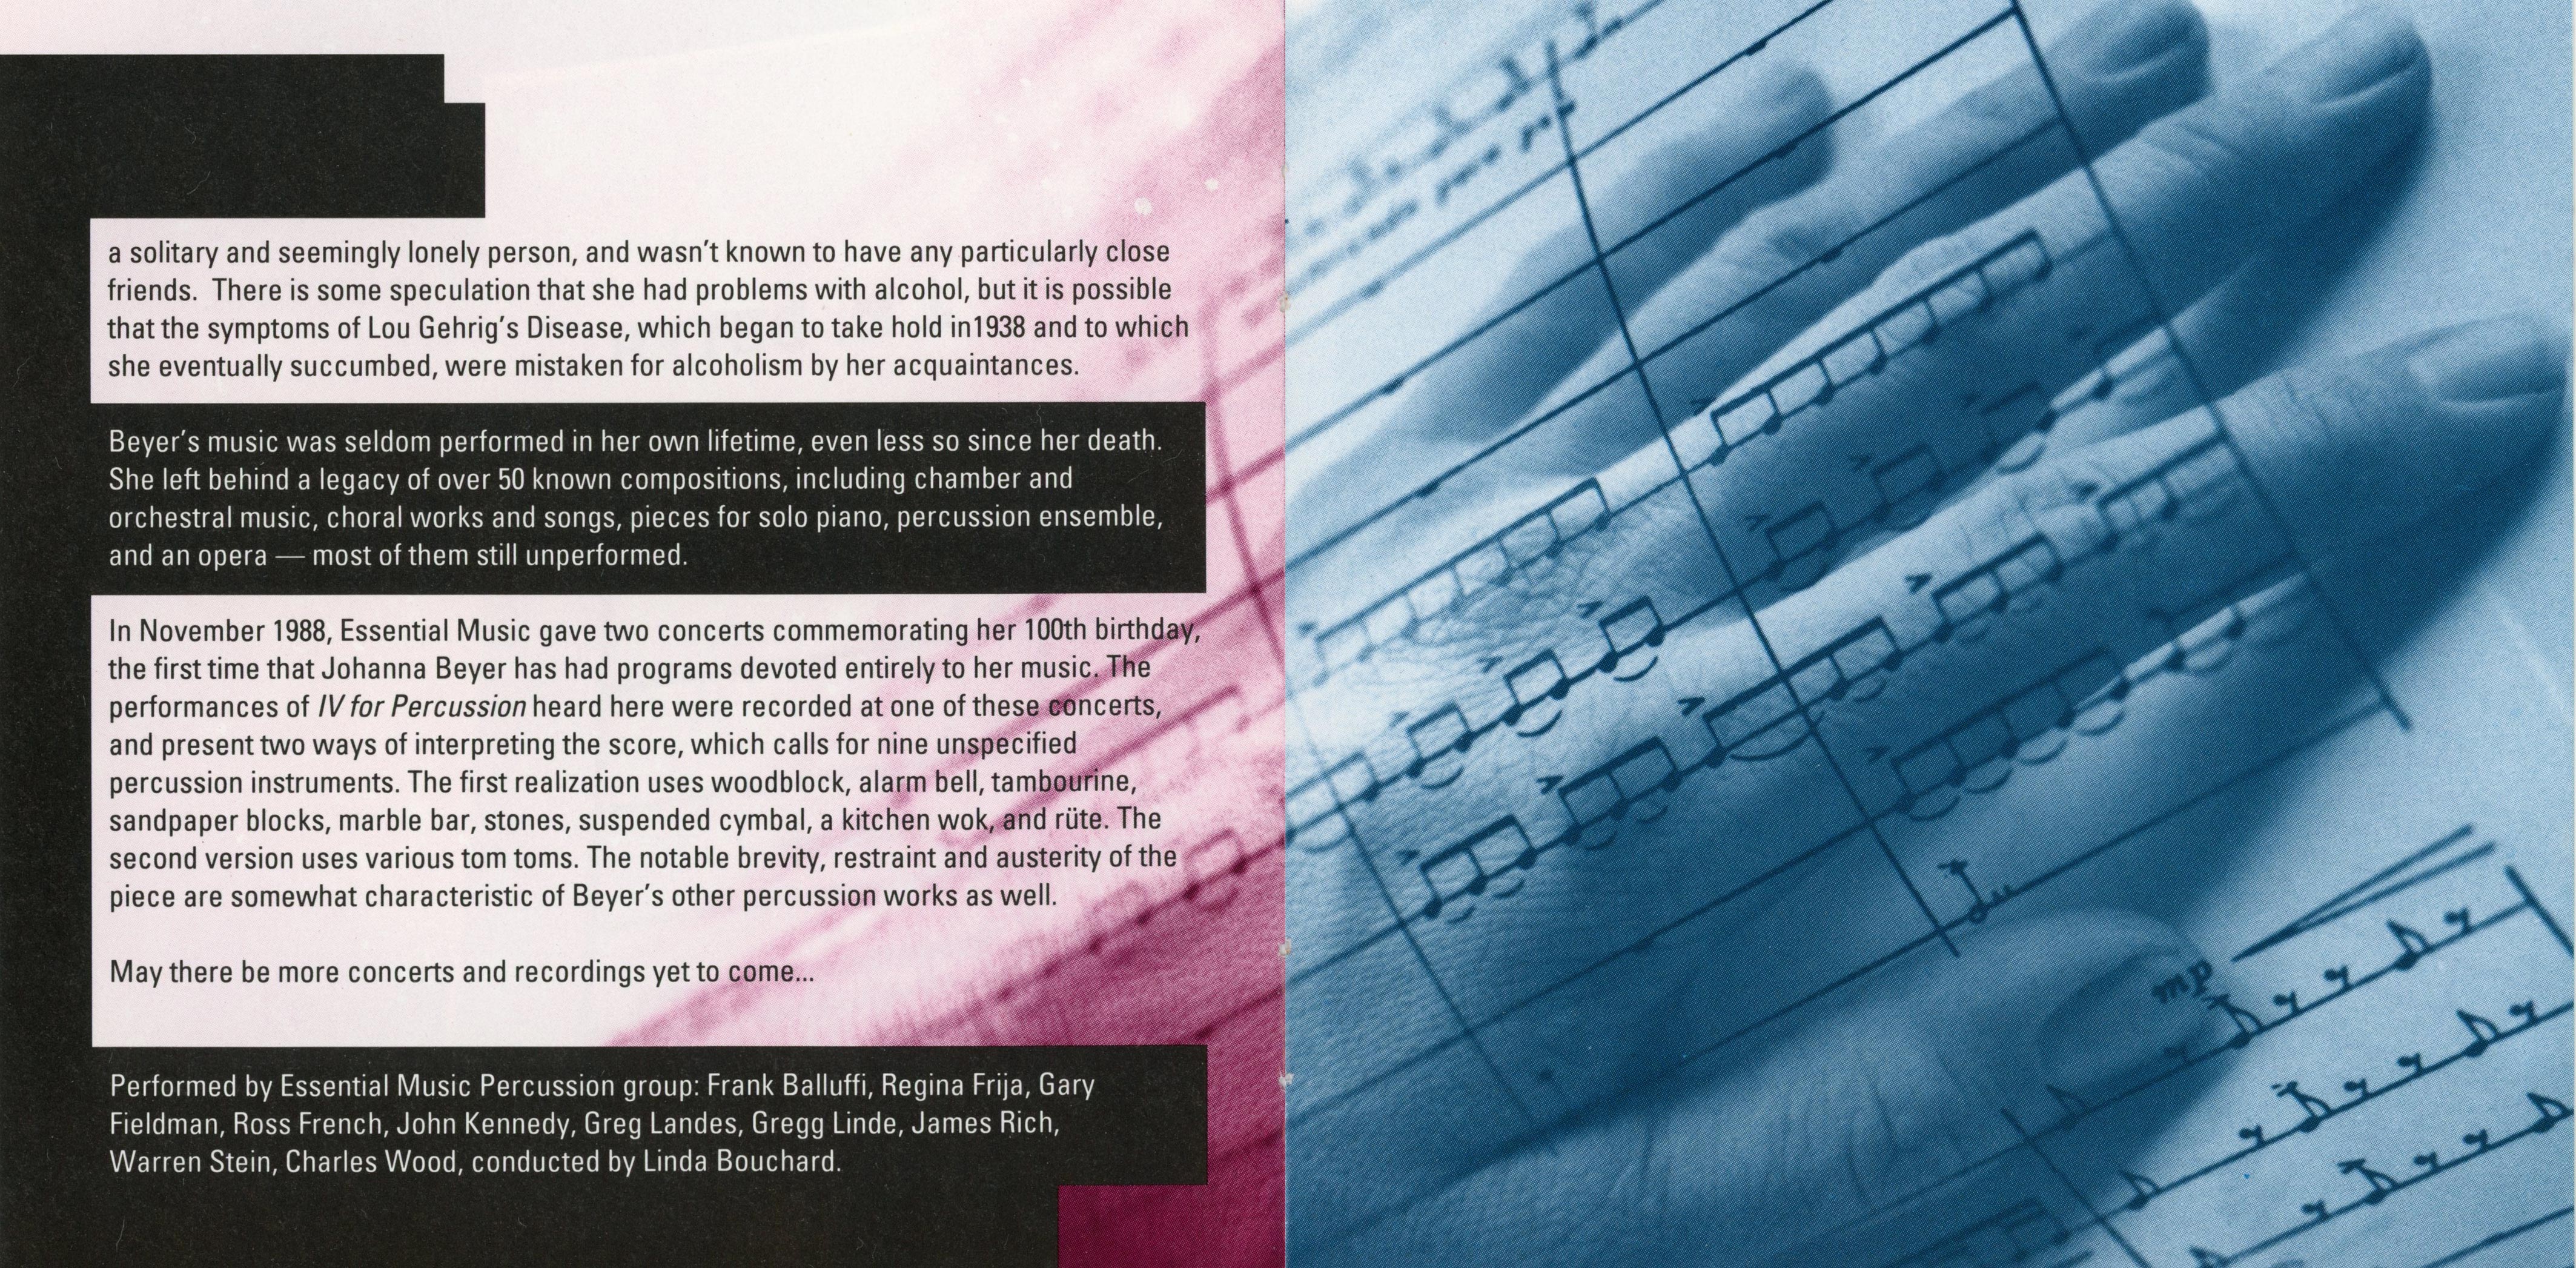 a solitary and seemingly lonely person, and wasn't known to have any particularly close
friends.  There is some speculation that she had problems with alcohol, but it is possible
that the symptoms of Lou Gehrig's Disease, which began to take hold in1938 and to which
she eventually succumbed, were mistaken for alcoholism by her acquaintances.
Beyer's music was seldom performed in her own lifetime, even less so since her death.
She left behind a legacy of over 50 known compositions, including chamber and
orchestral music, choral works and songs, pieces for solo piano, percussion ensemble,
and an opera — most of them still unperformed.
In November 1988, Essential Music gave two concerts commemorating her 100th birthday,
the first time that Johanna Beyer has had programs devoted entirely to her music. The
performances of IV for Percussion heard here were recorded at one of these concerts,
and present two ways of interpreting the score, which calls for nine unspecified
percussion instruments. The first realization uses woodblock, alarm bell, tambourine,
sandpaper blocks, marble bar, stones, suspended cymbal, a kitchen wok, and rüte. The
second version uses various tom toms. The notable brevity, restraint and austerity of the
piece are somewhat characteristic of Beyer's other percussion works as well.
May there be more concerts and recordings yet to come...
Performed by Essential Music Percussion group: Frank Balluffi, Regina Frija, Gary
Fieldman, Ross French, John Kennedy, Greg Landes, Gregg Linde, James Rich,
Warren Stein, Charles Wood, conducted by Linda Bouchard.
mp